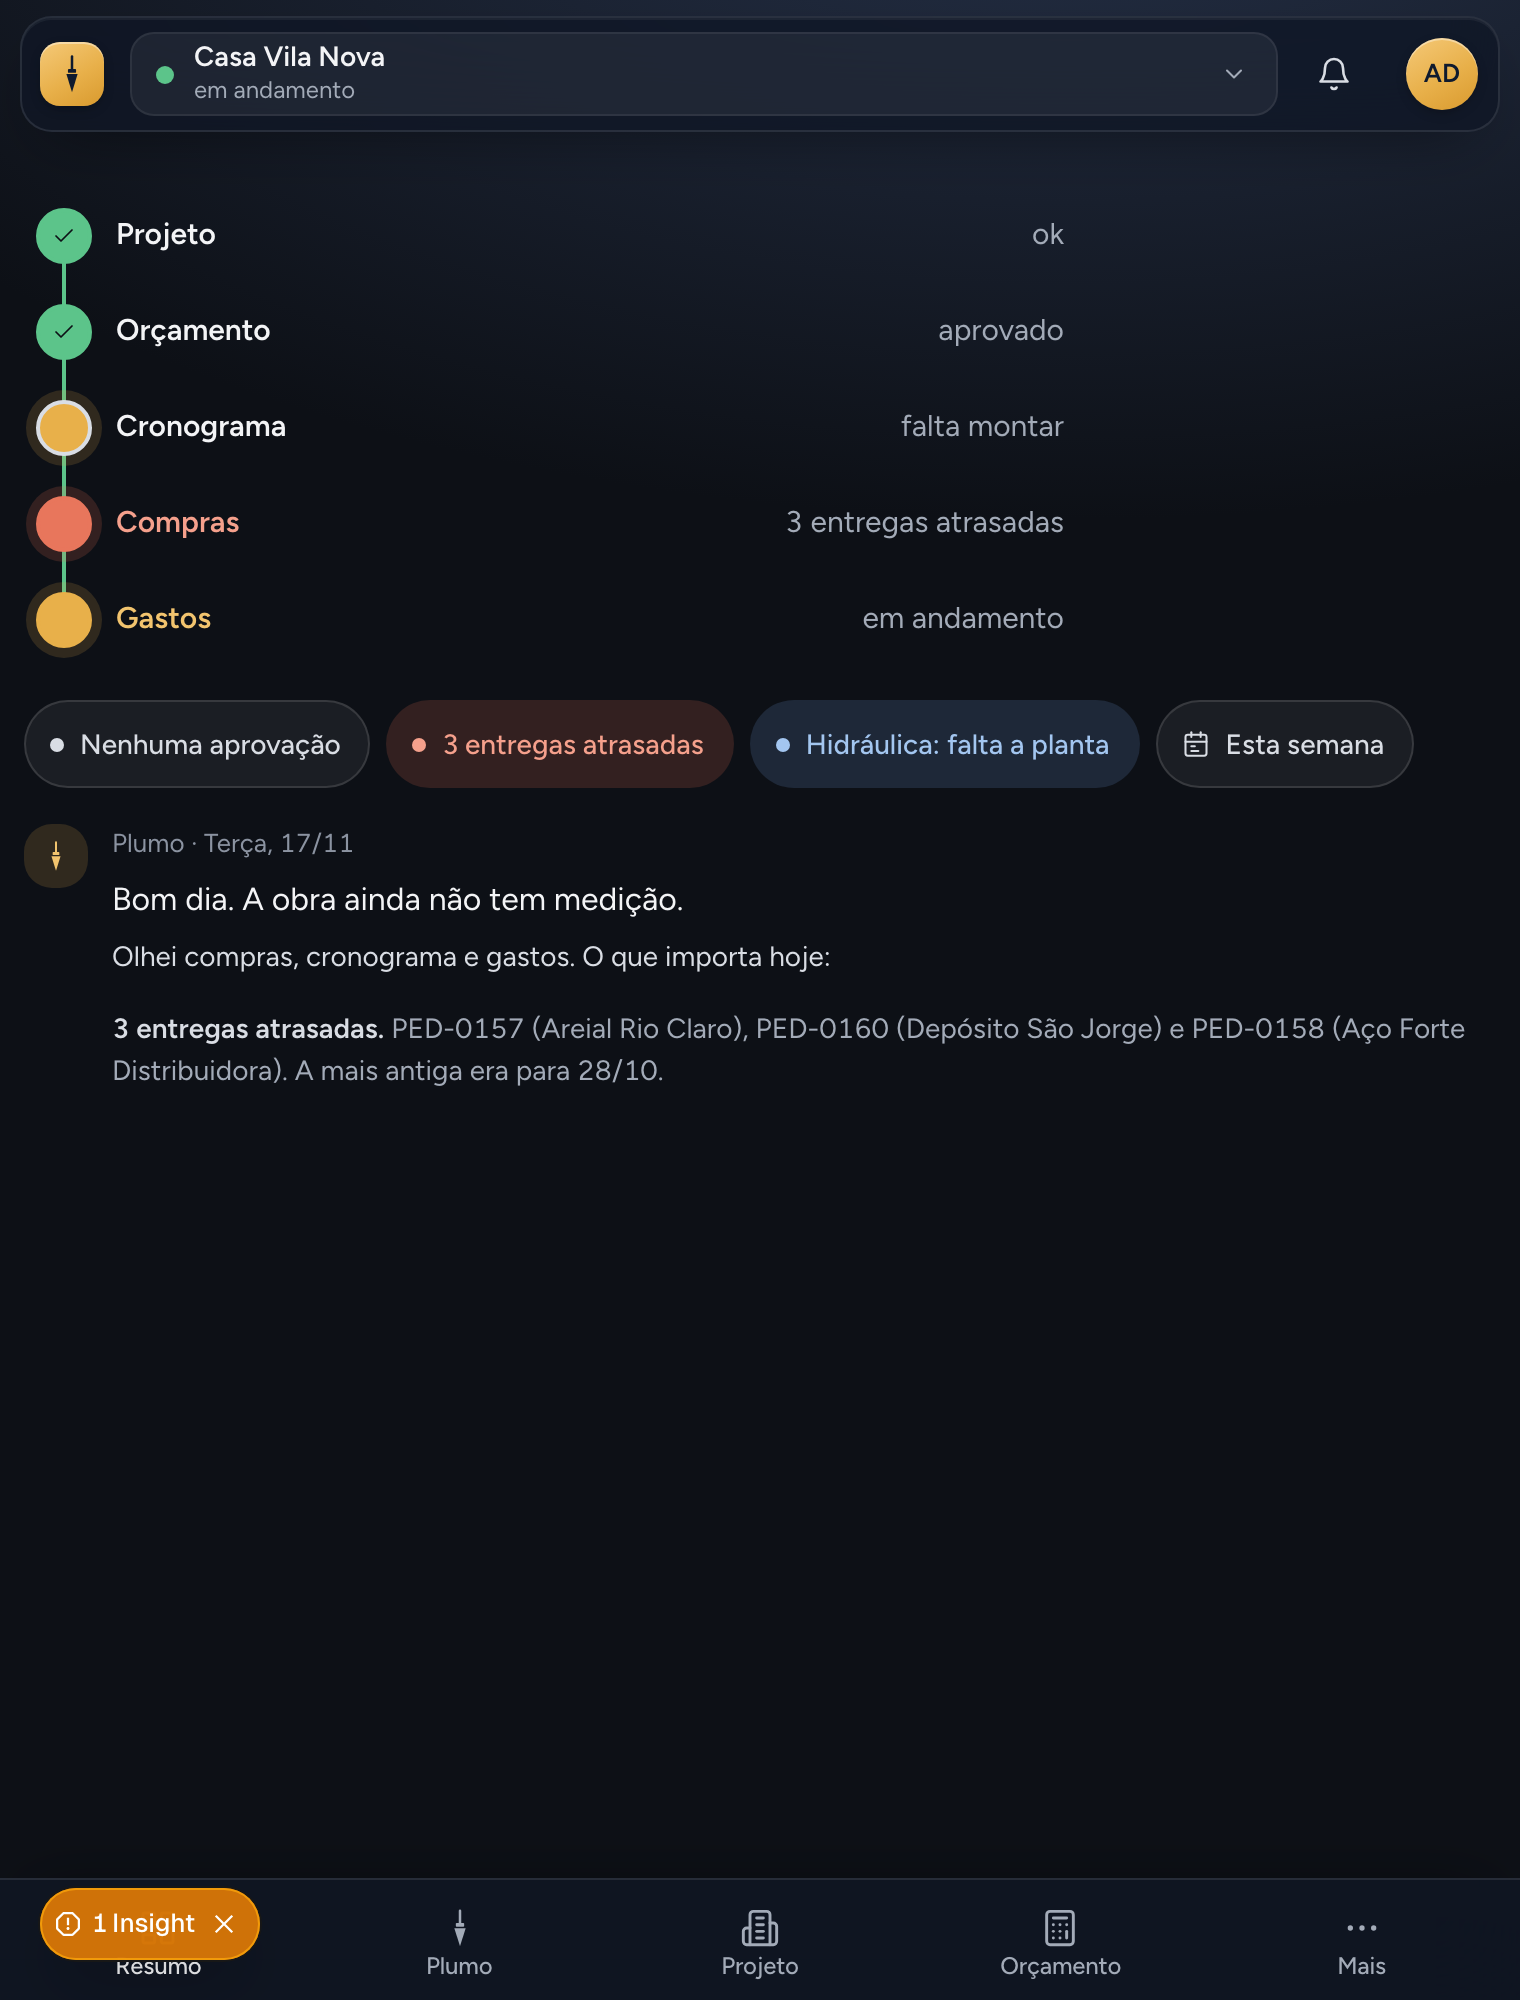 Casa Vila Nova
em andamento
AD
Projeto
ok
Orçamento
aprovado
Cronograma
falta montar
Compras
3 entregas atrasadas
Gastos
em andamento
Nenhuma aprovação
3 entregas atrasadas
Hidráulica: falta a planta
Esta semana
Plumo · Terça, 17/11
Bom dia. A obra ainda não tem medição.
Olhei compras, cronograma e gastos. O que importa hoje:
3 entregas atrasadas. PED-0157 (Areial Rio Claro), PED-0160 (Depósito São Jorge) e PED-0158 (Aço Forte
Distribuidora). A mais antiga era para 28/10.
1 Insight
Resumo
Plumo
Projeto
Orçamento
Mais